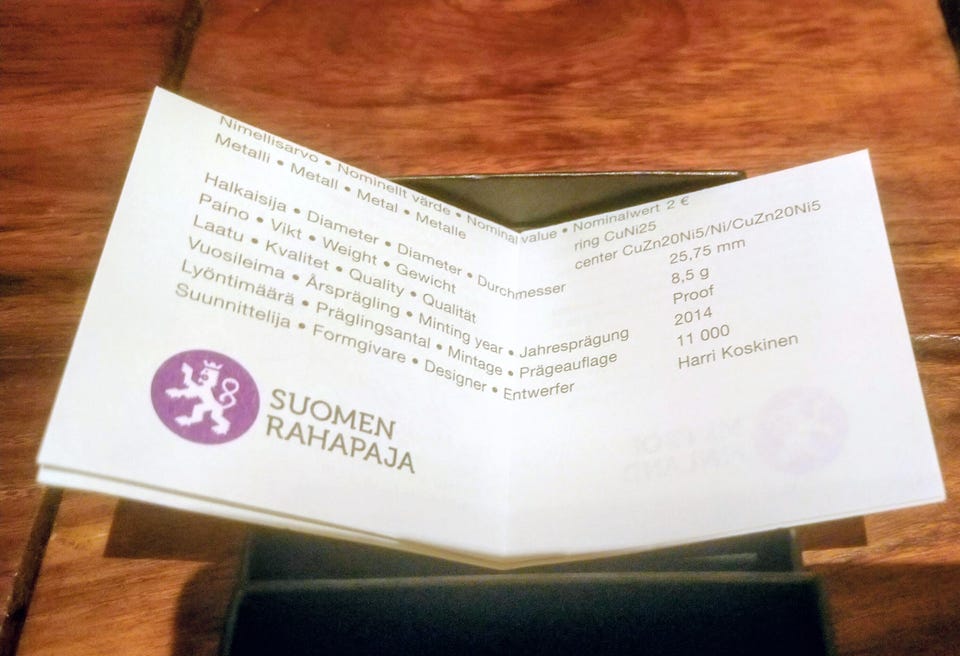 Nimellisarvo • Nominellt värde • Nominal value • Nominalwert 2 €
Metalli • Metall • Metal • Metalle ring CuNi25
center CuZn20Ni5/Ni/CuZn20Ni5
Halkaisija • Diameter • Diameter • Durchmesser 25,75 mm
Paino • Vikt • Weight • Gewicht 8,5 g
Laatu • Kvalitet • Quality • Qualität Proof
Vuosileima • Årsprägling • Minting year • Jahresprägung 2014
Lyöntimäärä • Präglingsantal • Mintage • Prägeauflage 11 000
Suunnittelija • Formgivare • Designer • Entwerfer Harri Koskinen
SUOMEN
RAHAPAJA